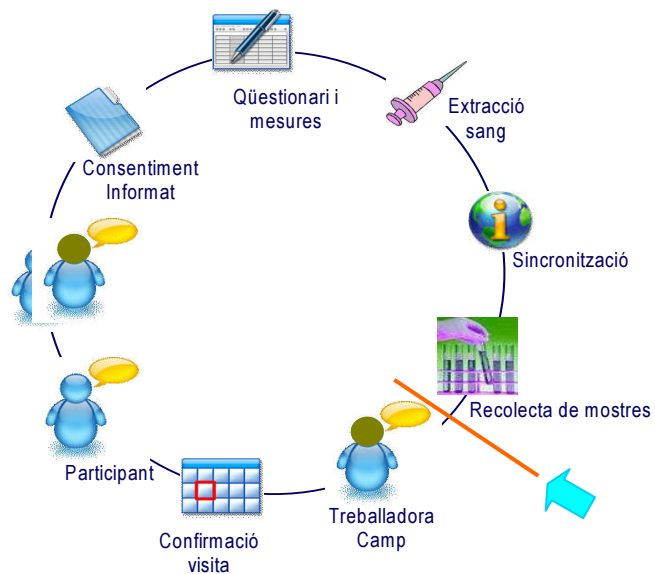 Qüestionari i
mesures
Extracció
sang
Consentiment
Informat
Sincronització
Recolecta de mostres
Participant
Treballadora
Camp
Confirmació
visita